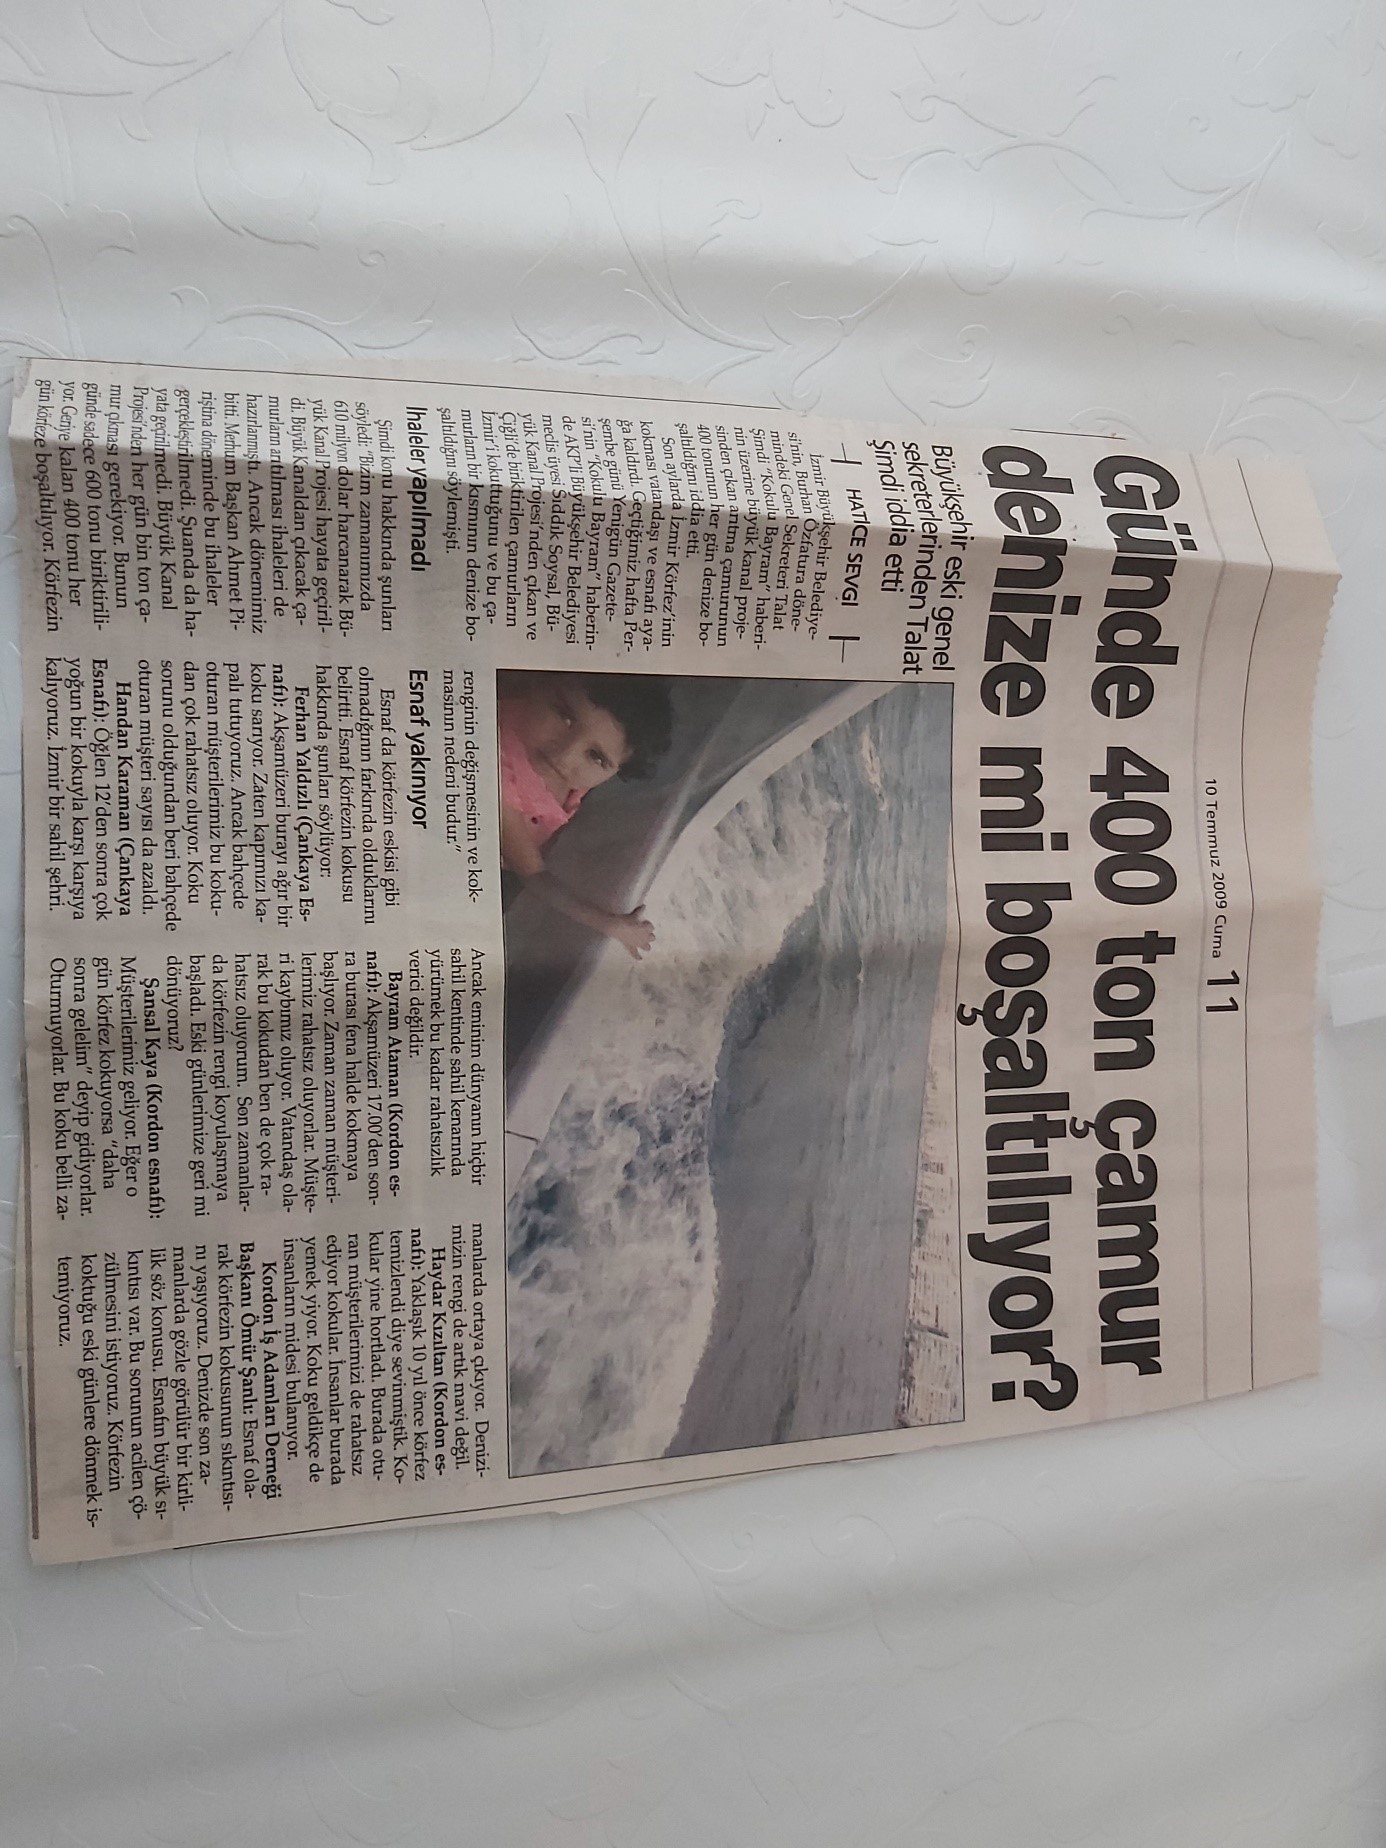 10 Temmuz 2009 Cuma 11
Günde 400 ton çamur
denize mi boşaltılıyor?
Büyükşehir eski genel
sekreterlerinden Talat
Şimdi iddia etti
HATİCE SEVGİ
İzmir Büyükşehir Belediye-
si'nin, Burhan Özfatura döne-
mindeki Genel Sekreteri Talat
Şimdi "Kokulu Bayram" haberi-
nin üzerine büyük kanal proje-
sinden çıkan arıtma çamurunun
400 tonunun her gün denize bo-
şaltıldığını iddia etti.
Son aylarda İzmir Körfez'inin
kokması vatandaşı ve esnafı aya-
ğa kaldırdı. Geçtiğimiz hafta Per-
şembe günü Yenigün Gazete-
si'nin "Kokulu Bayram" haberin-
de AKP'li Büyükşehir Belediyesi
medis üyesi Sıddık Soysal, Bü-
yük Kanal Projesi'nden çıkan ve
Çiğli'de biriktirilen çamurların
İzmir'i kokuttuğunu ve bu ça-
murların bir kısmının denize bo-
şaltıldığını söylemişti.
İhaleler yapılmadı
Şimdi konu hakkında şunları
söyledi: "Bizim zamanımızda
610 milyon dolar harcanarak Bü-
yük Kanal Projesi hayata geçiril-
di. Büyük Kanaldan çıkacak ça-
murların arıtılması ihaleleri de
hazırlanmıştı. Ancak dönemimiz
bitti. Merhum Başkan Ahmet Pi-
riştina döneminde bu ihaleler
gerçekleştirilmedi. Şuanda da ha-
yata geçirilmedi. Büyük Kanal
Projesi'nden her gün bin ton ça-
mur çıkması gerekiyor. Bunun
günde sadece 600 tonu biriktirili-
yor. Geriye kalan 400 tonu her
gün körfeze boşaltılıyor. Körfezin
renginin değişmesinin ve kok-
masının nedeni budur."
Esnaf yakınıyor
Esnaf da körfezin eskisi gibi
olmadığının farkında olduklarını
belirtti. Esnaf körfezin kokusu
hakkında şunları söylüyor:
Ferhan Yaldızlı (Çankaya Es-
nafı): Akşamüzeri burayı ağır bir
koku sarıyor. Zaten kapımızı ka-
palı tutuyoruz. Ancak bahçede
oturan müşterilerimiz bu koku-
dan çok rahatsız oluyor. Koku
sorunu olduğundan beri bahçede
oturan müşteri sayısı da azaldı.
Handan Karaman (Çankaya
Esnafı): Öğlen 12'den sonra çok
yoğun bir kokuyla karşı karşıya
kalıyoruz. İzmir bir sahil şehri.
Ancak eminim dünyanın hiçbir
sahil kentinde sahil kenarında
yürümek bu kadar rahatsızlık
verici değildir.
Bayram Ataman (Kordon es-
nafı): Akşamüzeri 17.00'den son-
ra burası fena halde kokmaya
başlıyor. Zaman zaman müşteri-
lerimiz rahatsız oluyorlar. Müşte-
ri kaybımız oluyor. Vatandaş ola-
rak bu kokudan ben de çok ra-
hatsız oluyorum. Son zamanlar-
da körfezin rengi koyulaşmaya
başladı. Eski günlerimize geri mi
dönüyoruz?
Şansal Kaya (Kordon esnafı):
Müşterilerimiz geliyor. Eğer o
gün körfez kokuyorsa "daha
sonra gelelim" deyip gidiyorlar.
Oturmuyorlar. Bu koku belli za-
manlarda ortaya çıkıyor. Denizi-
mizin rengi de artık mavi değil.
Haydar Kızıltan (Kordon es-
nafı): Yaklaşık 10 yıl önce körfez
temizlendi diye sevinmiştik. Ko-
kular yine hortladı. Burada otu-
ran müşterilerimizi de rahatsız
ediyor kokular. İnsanlar burada
yemek yiyor. Koku geldikçe de
insanların midesi bulanıyor.
Kordon İş Adamları Derneği
Başkanı Ömür Şanlı: Esnaf ola-
rak körfezin kokusunun sıkıntısı-
nı yaşıyoruz. Denizde son za-
manlarda gözle görülür bir kirli-
lik söz konusu. Esnafın büyük sı-
kıntısı var. Bu sorunun acilen çö-
zülmesini istiyoruz. Körfezin
koktuğu eski günlere dönmek is-
temiyoruz.